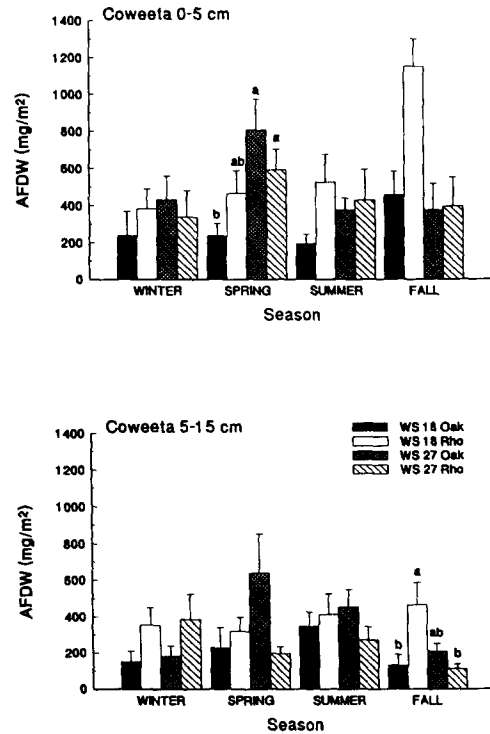 Coweeta 0-5 cm
1400
1200
1000
800
600
400
200
0
AFDW (mg/m²)
b
ab
a
a
WINTER SPRING SUMMER FALL
Season
Coweeta 5-15 cm
WS 18 Oak
WS 18 Rho
WS 27 Oak
WS 27 Rho
1400
1200
1000
800
600
400
200
0
AFDW (mg/m²)
b
a
ab
b
WINTER SPRING SUMMER FALL
Season